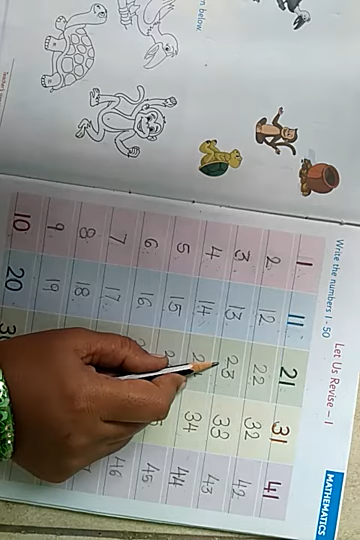 MATHEMATICS
Let Us Revise - 1
Write the numbers 1 - 50
1 11 21 31 41
2 12 22 32 42
3 13 23 33 43
4 14 34 44
5 15 45
6 16 46
7 17
8 18
9 19
10 20
n below.